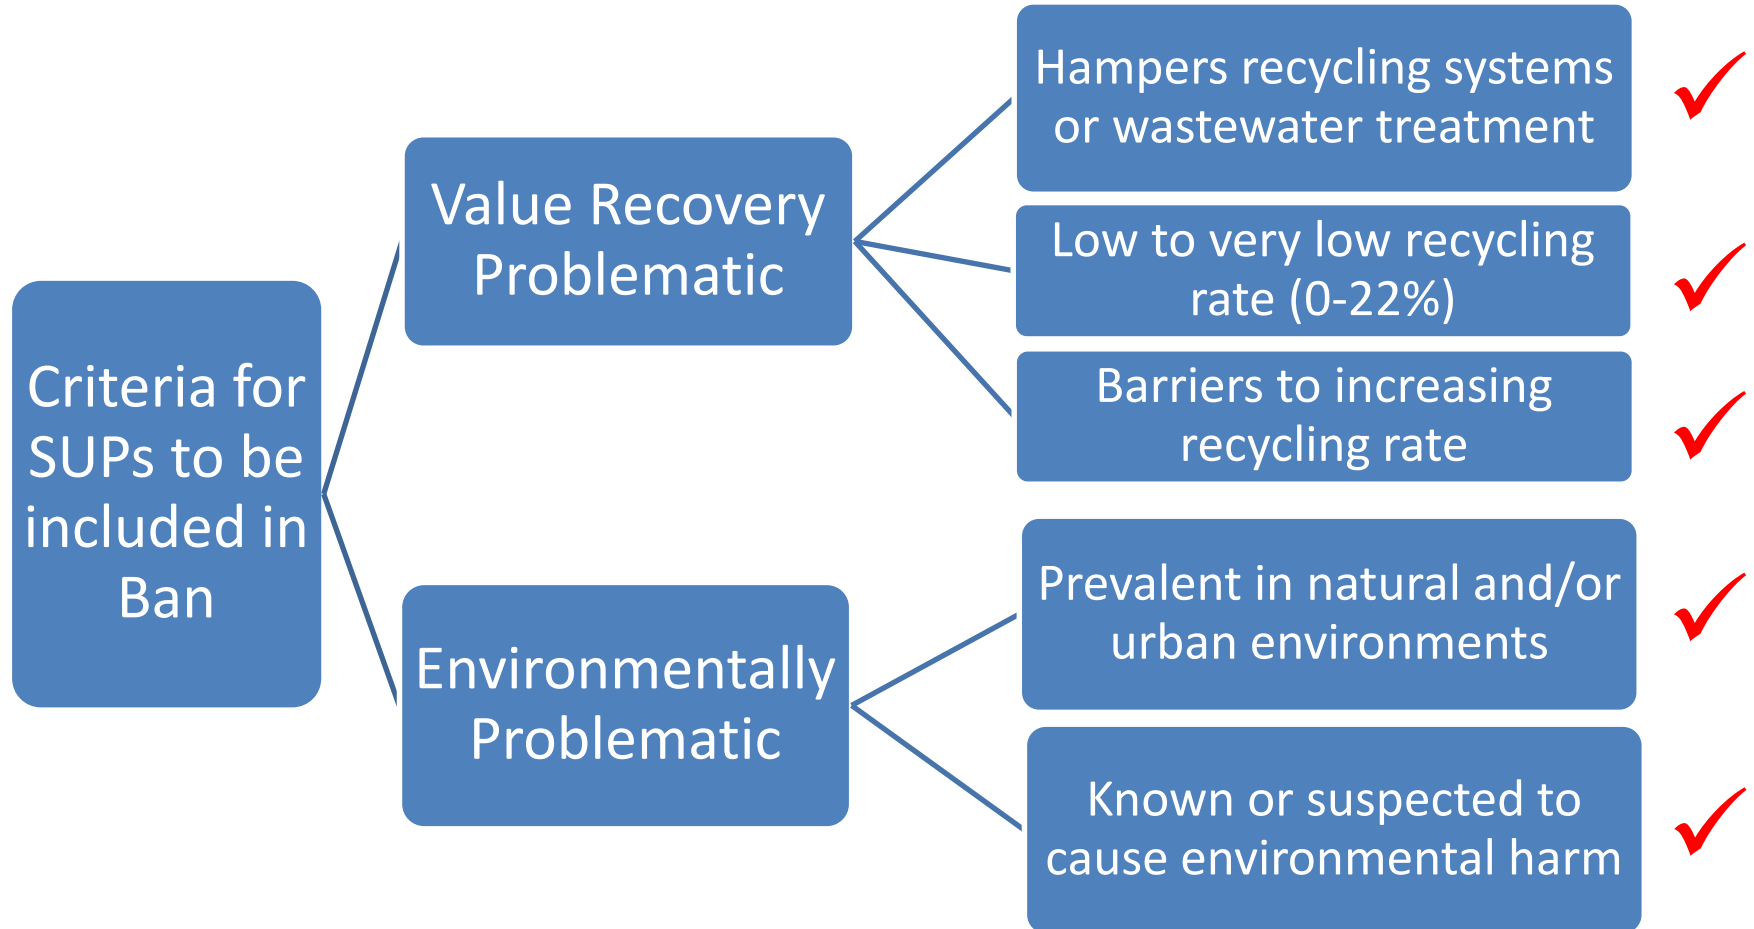 Criteria for
SUPs to be
included in
Ban
Value Recovery
Problematic
Hampers recycling systems
or wastewater treatment
Low to very low recycling
rate (0-22%)
Barriers to increasing
recycling rate
Environmentally
Problematic
Prevalent in natural and/or
urban environments
Known or suspected to
cause environmental harm